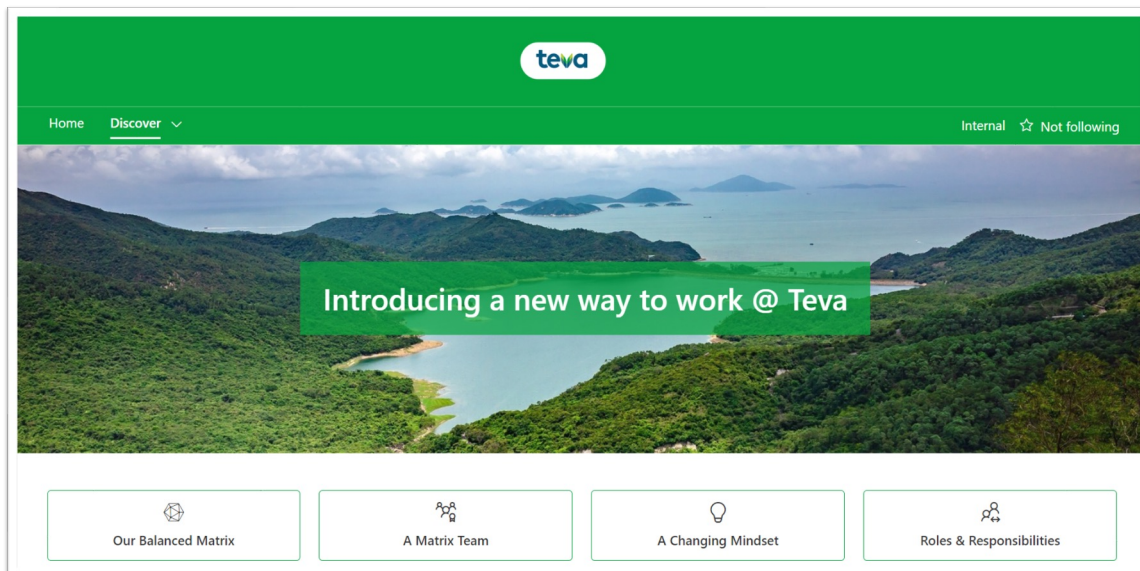 teva
Home Discover Internal Not following
Introducing a new way to work @ Teva
Our Balanced Matrix
A Matrix Team
A Changing Mindset
Roles & Responsibilities